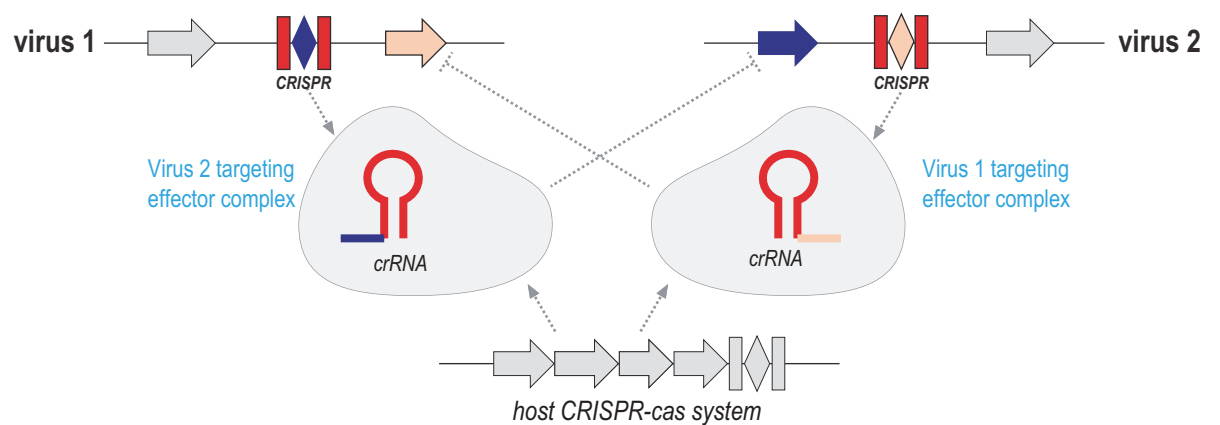 virus 1
CRISPR
virus 2
CRISPR
Virus 2 targeting
effector complex
crRNA
Virus 1 targeting
effector complex
crRNA
host CRISPR-cas system